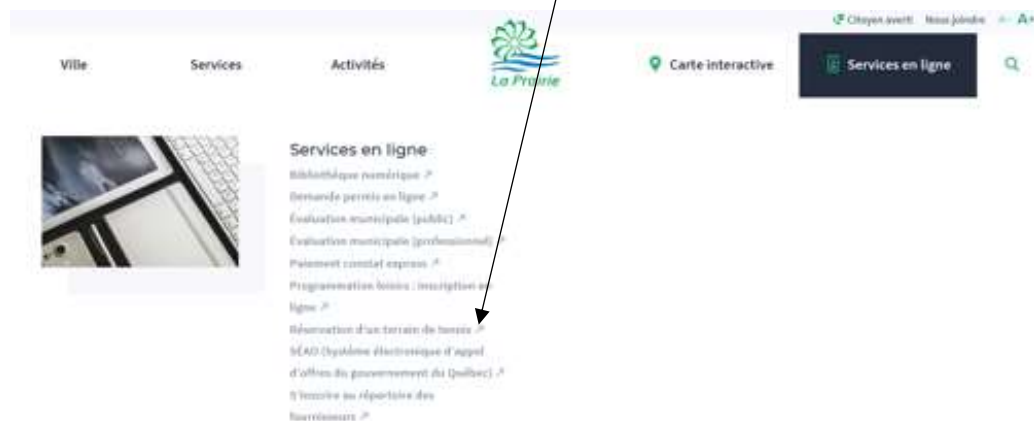 Citoyen averti Nous joindre A- A+
Ville Services Activités La Prairie Carte interactive Services en ligne
Services en ligne
Bibliothèque numérique
Demande permis en ligne
Évaluation municipale (public)
Évaluation municipale (professionnel)
Paiement constat express
Programmation loisirs : inscription en
ligne
Réservation d'un terrain de tennis
SEAO (Système électronique d'appel
d'offres du gouvernement du Québec)
S'inscrire au répertoire des
fournisseurs